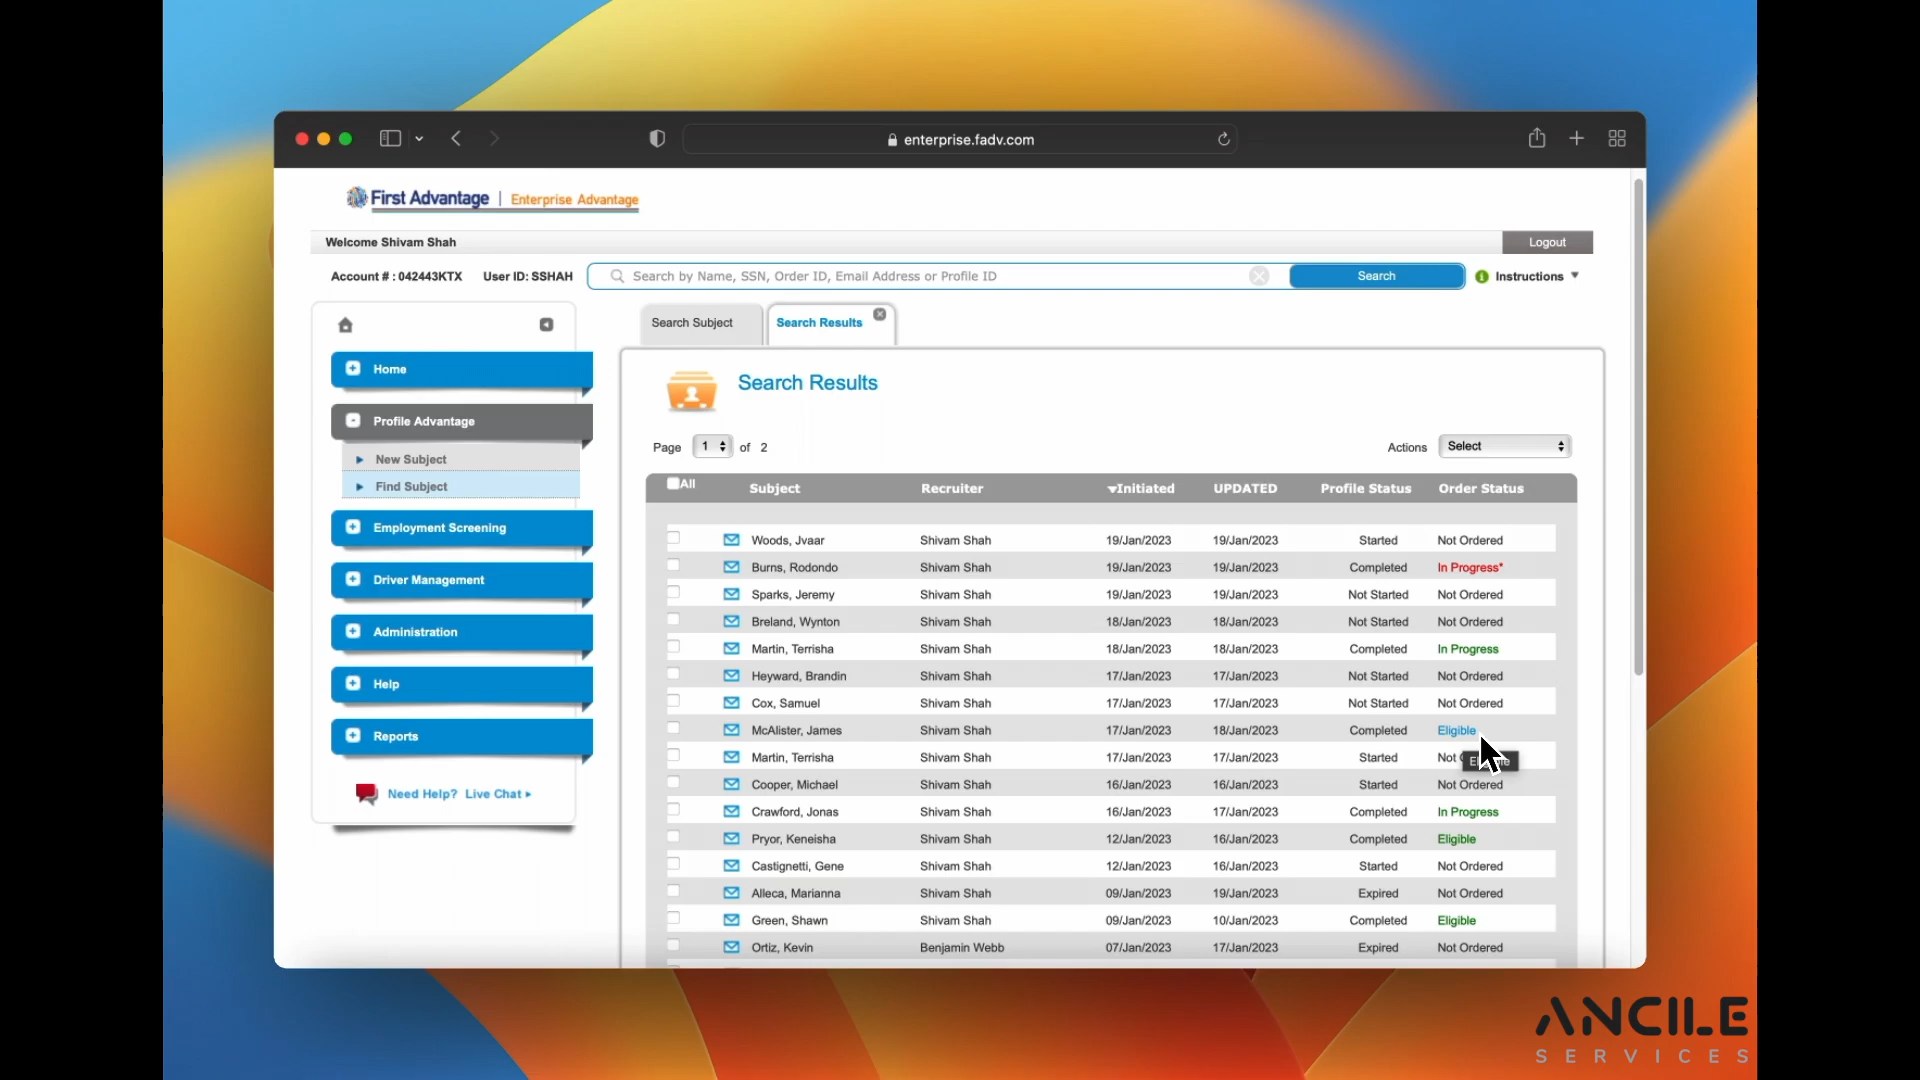 enterprise.fadv.com
First Advantage | Enterprise Advantage
Welcome Shivam Shah
Logout
Account # : 042443KTX User ID: SSHAH Search by Name, SSN, Order ID, Email Address or Profile ID Search Instructions
Search Subject Search Results
Home
Profile Advantage
New Subject
Find Subject
Employment Screening
Driver Management
Administration
Help
Reports
Need Help? Live Chat
Search Results
Page 1 of 2 Actions Select
All Subject Recruiter Initiated UPDATED Profile Status Order Status
Woods, Jvaar Shivam Shah 19/Jan/2023 19/Jan/2023 Started Not Ordered
Burns, Rodondo Shivam Shah 19/Jan/2023 19/Jan/2023 Completed In Progress*
Sparks, Jeremy Shivam Shah 19/Jan/2023 19/Jan/2023 Not Started Not Ordered
Breland, Wynton Shivam Shah 18/Jan/2023 18/Jan/2023 Not Started Not Ordered
Martin, Terrisha Shivam Shah 18/Jan/2023 18/Jan/2023 Completed In Progress
Heyward, Brandin Shivam Shah 17/Jan/2023 17/Jan/2023 Not Started Not Ordered
Cox, Samuel Shivam Shah 17/Jan/2023 17/Jan/2023 Not Started Not Ordered
McAlister, James Shivam Shah 17/Jan/2023 18/Jan/2023 Completed Eligible
Martin, Terrisha Shivam Shah 17/Jan/2023 17/Jan/2023 Started Not
Cooper, Michael Shivam Shah 16/Jan/2023 16/Jan/2023 Started Not Ordered
Crawford, Jonas Shivam Shah 16/Jan/2023 17/Jan/2023 Completed In Progress
Pryor, Keneisha Shivam Shah 12/Jan/2023 16/Jan/2023 Completed Eligible
Castignetti, Gene Shivam Shah 12/Jan/2023 16/Jan/2023 Started Not Ordered
Alleca, Marianna Shivam Shah 09/Jan/2023 19/Jan/2023 Expired Not Ordered
Green, Shawn Shivam Shah 09/Jan/2023 10/Jan/2023 Completed Eligible
Ortiz, Kevin Benjamin Webb 07/Jan/2023 17/Jan/2023 Expired Not Ordered
ANCILE
SERVICES